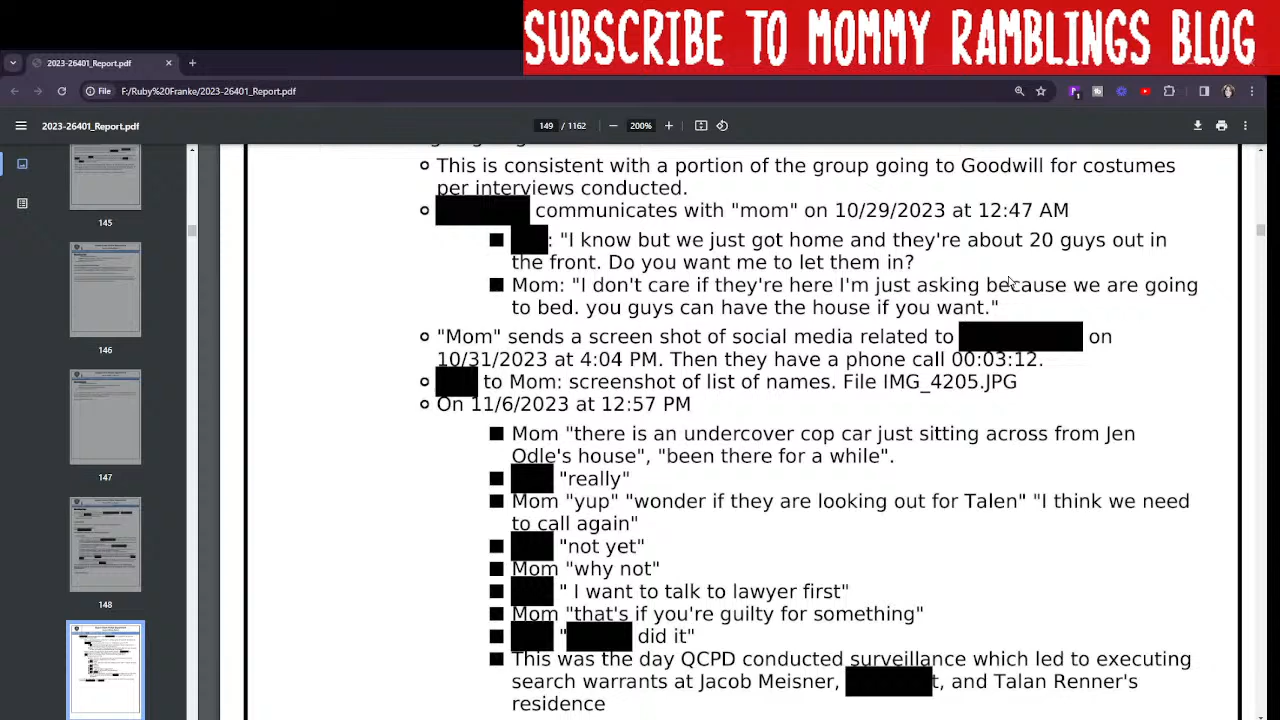 SUBSCRIBE TO MOMMY RAMBLINGS BLOG
2023-26401_Report.pdf
File F:/Ruby%20Franke/2023-26401_Report.pdf
2023-26401_Report.pdf 149 / 1162 200%
This is consistent with a portion of the group going to Goodwill for costumes
per interviews conducted.
communicates with "mom" on 10/29/2023 at 12:47 AM
: "I know but we just got home and they're about 20 guys out in
the front. Do you want me to let them in?
Mom: "I don't care if they're here I'm just asking because we are going
to bed. you guys can have the house if you want."
"Mom" sends a screen shot of social media related to on
10/31/2023 at 4:04 PM. Then they have a phone call 00:03:12.
to Mom: screenshot of list of names. File IMG_4205.JPG
On 11/6/2023 at 12:57 PM
Mom "there is an undercover cop car just sitting across from Jen
Odle's house", "been there for a while".
"really"
Mom "yup" "wonder if they are looking out for Talen" "I think we need
to call again"
"not yet"
Mom "why not"
" I want to talk to lawyer first"
Mom "that's if you're guilty for something"
did it"
This was the day QCPD conducted surveillance which led to executing
search warrants at Jacob Meisner, t, and Talan Renner's
residence
145
146
147
148